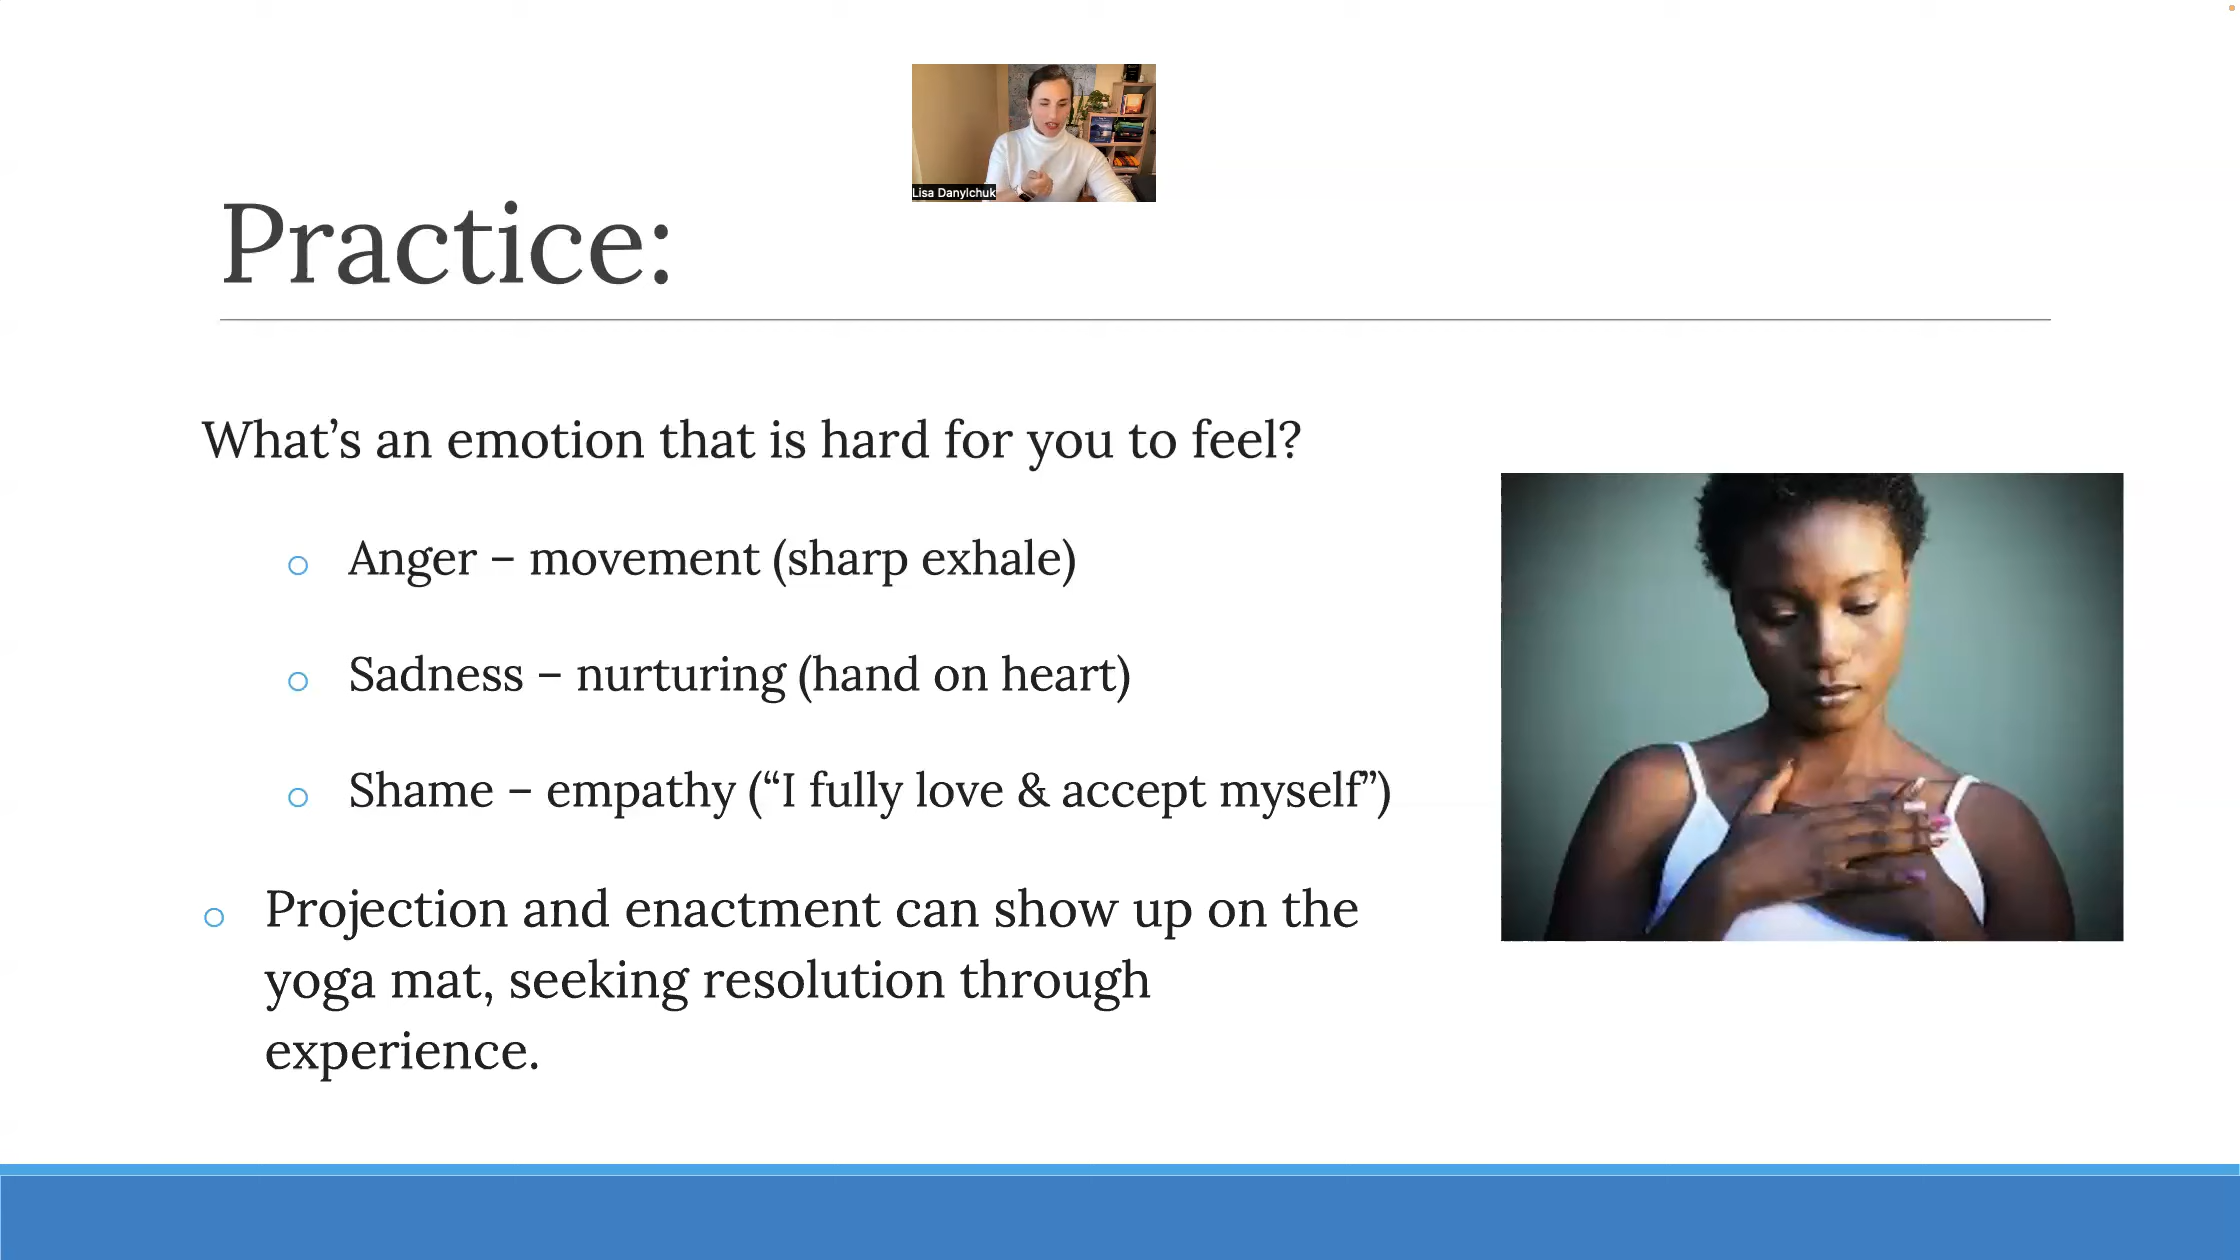 Lisa Danylchuk
Practice:
What’s an emotion that is hard for you to feel?
Anger – movement (sharp exhale)
Sadness – nurturing (hand on heart)
Shame – empathy (“I fully love & accept myself”)
Projection and enactment can show up on the
yoga mat, seeking resolution through
experience.